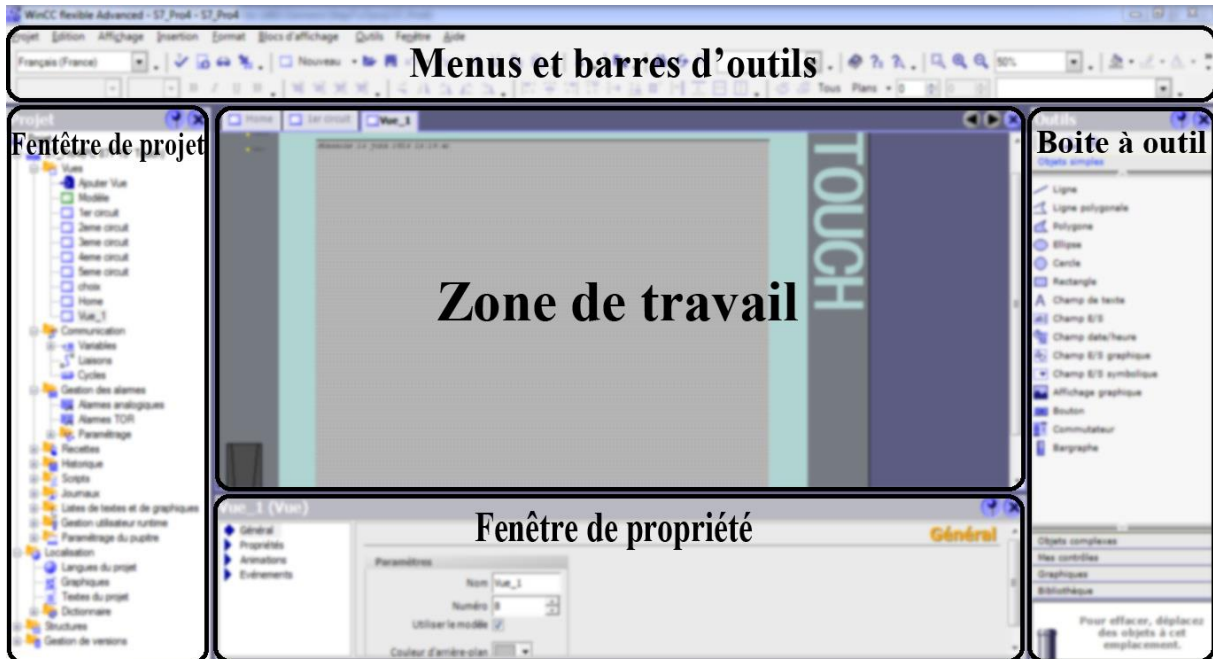 WinCC flexible Advanced - S7_Pro4 - S7_Pro4
Projet Edition Affichage Insertion Format Blocs d'affichage Outils Fenêtre Aide
Français (France) Nouveau 50%
Menus et barres d'outils
Tous Plans 0 0
Projet
Fentêtre de projet
Vues
Ajouter Vue
Modèle
1er circuit
2eme circuit
3eme circuit
4eme circuit
5eme circuit
choix
Home
Vue_1
Communication
Variables
Liaisons
Cycles
Gestion des alarmes
Alarmes analogiques
Alarmes TOR
Paramétrage
Recettes
Historique
Scripts
Journaux
Listes de textes et de graphiques
Gestion utilisateur runtime
Paramétrage du pupitre
Localisation
Langues du projet
Graphiques
Textes du projet
Dictionnaire
Structures
Gestion de versions
Home 1er circuit Vue_1
TOUCH
Zone de travail
Vue_1 (Vue)
Fenêtre de propriété
Général
Général
Propriétés
Animations
Evénements
Paramètres
Nom Vue_1
Numéro 8
Utiliser le modèle
Couleur d'arrière-plan
Outils
Boite à outil
Objets simples
Ligne
Ligne polygonale
Polygone
Ellipse
Cercle
Rectangle
Champ de texte
Champ E/S
Champ date/heure
Champ E/S graphique
Champ E/S symbolique
Affichage graphique
Bouton
Commutateur
Bargraphe
Objets complexes
Mes contrôles
Graphiques
Bibliothèque
Pour effacer, déplacez
des objets à cet
emplacement.